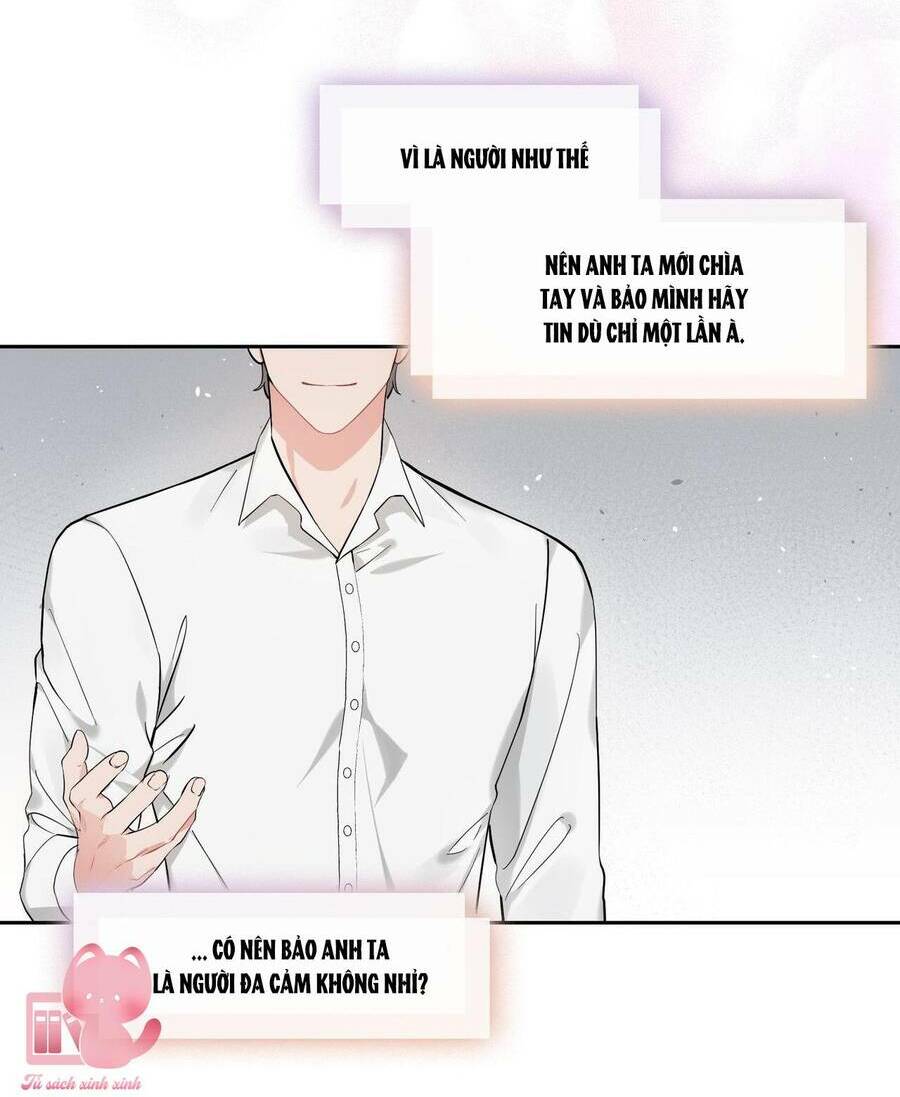 VÌ LÀ NGƯỜI NHƯ THẾ
NÊN ANH TA MỚI CHÌA
TAY VÀ BẢO MÌNH HÃY
TIN DÙ CHỈ MỘT LẦN À.
... CÓ NÊN BẢO ANH TA
LÀ NGƯỜI ĐA CẢM KHÔNG NHỈ?
Tủ sách xinh xinh